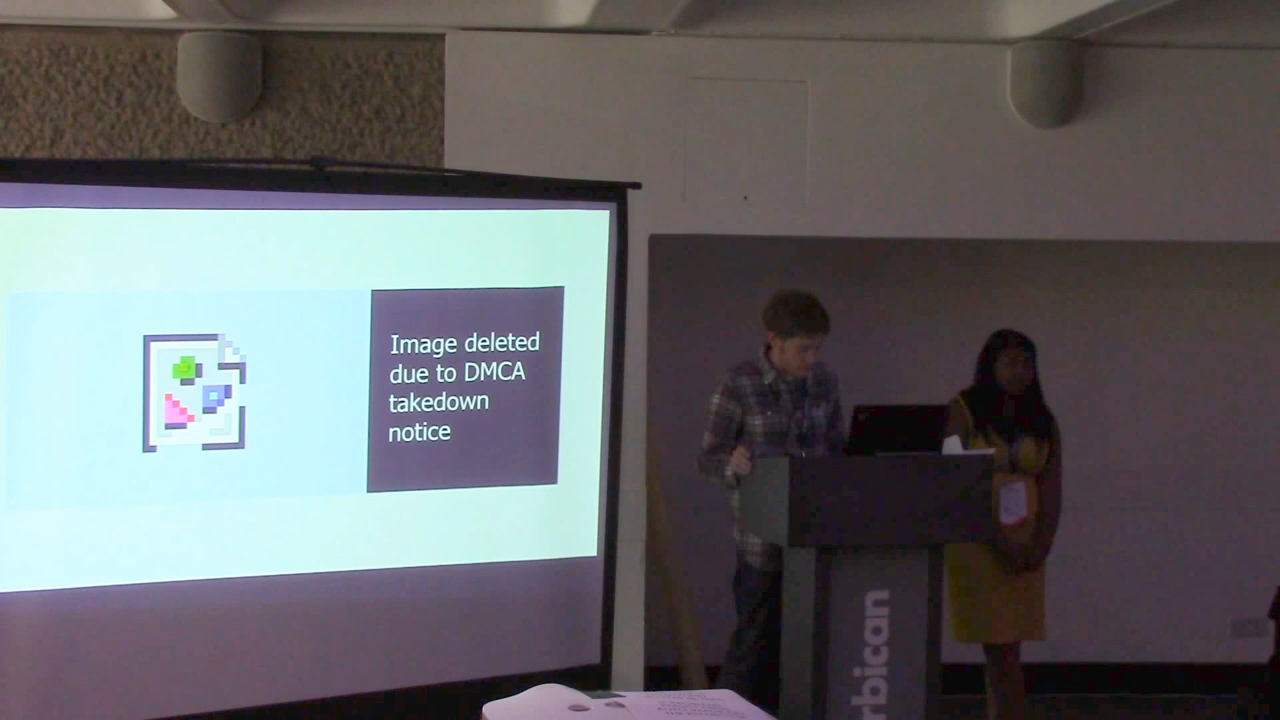 Image deleted
due to DMCA
takedown
notice
rbican